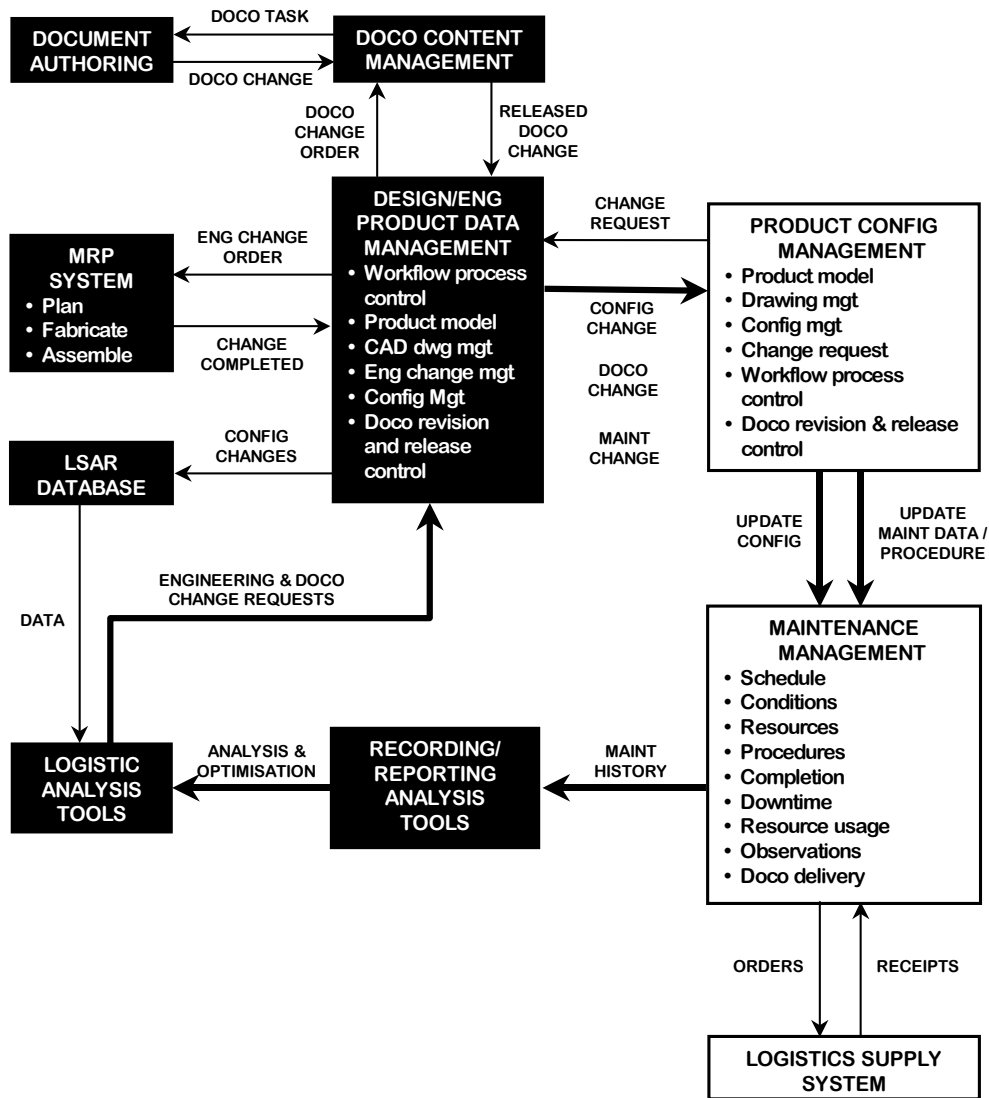 DOCO TASK
DOCUMENT
AUTHORING
DOCO CONTENT
MANAGEMENT
DOCO CHANGE
DOCO
CHANGE
ORDER
RELEASED
DOCO
CHANGE
DESIGN/ENG
PRODUCT DATA
MANAGEMENT
• Workflow process
control
• Product model
• CAD dwg mgt
• Eng change mgt
• Config Mgt
• Doco revision
and release
control
CHANGE
REQUEST
PRODUCT CONFIG
MANAGEMENT
• Product model
• Drawing mgt
• Config mgt
• Change request
• Workflow process
control
• Doco revision & release
control
MRP
SYSTEM
• Plan
• Fabricate
• Assemble
ENG CHANGE
ORDER
CHANGE
COMPLETED
CONFIG
CHANGE
DOCO
CHANGE
MAINT
CHANGE
LSAR
DATABASE
CONFIG
CHANGES
UPDATE
CONFIG
UPDATE
MAINT DATA /
PROCEDURE
ENGINEERING & DOCO
CHANGE REQUESTS
DATA
MAINTENANCE
MANAGEMENT
• Schedule
• Conditions
• Resources
• Procedures
• Completion
• Downtime
• Resource usage
• Observations
• Doco delivery
LOGISTIC
ANALYSIS
TOOLS
ANALYSIS &
OPTIMISATION
RECORDING/
REPORTING
ANALYSIS
TOOLS
MAINT
HISTORY
ORDERS
RECEIPTS
LOGISTICS SUPPLY
SYSTEM